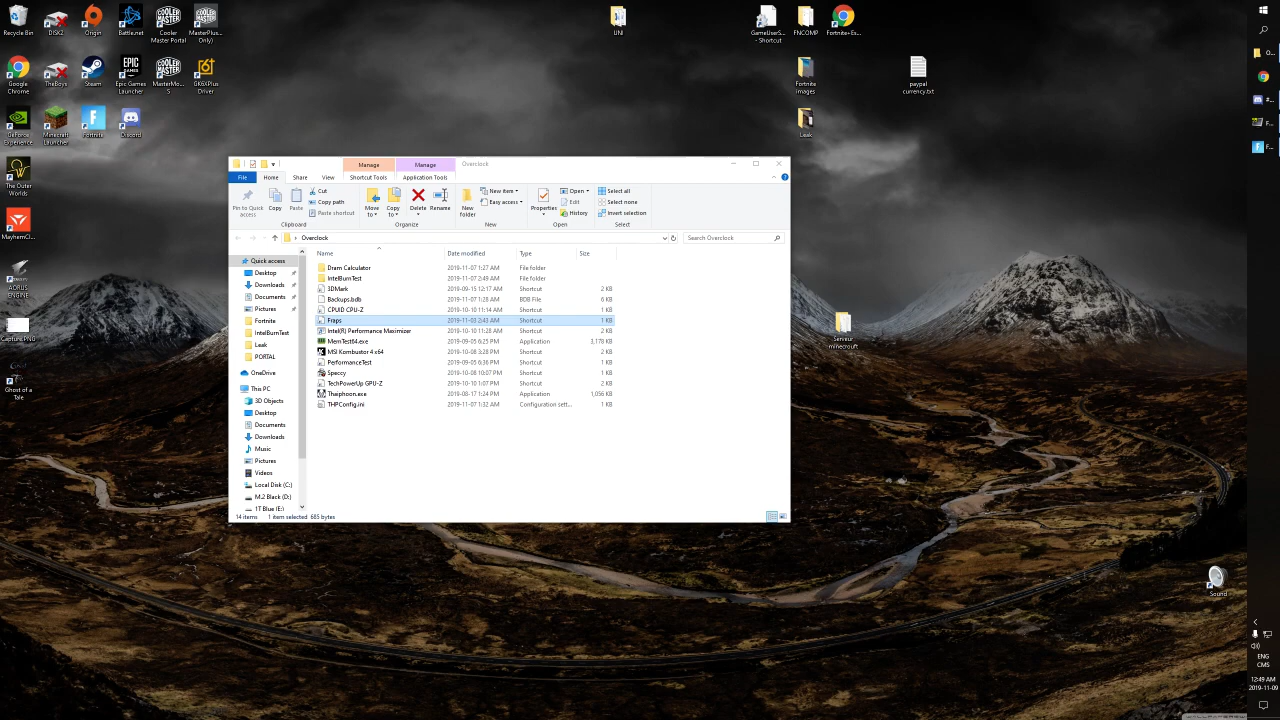 Recycle Bin
DISK2
Origin
Battle.net
Cooler
Master Portal
MasterPlus...
Only)
UNI
GameUserS...
- Shortcut
FNCOMP
Fortnite+Es...
Google
Chrome
TheBoys
Steam
Epic Games
Launcher
MasterMo...
S
GK6XPlus
Driver
Fortnite
images
paypal
currency.txt
GeForce
Experience
Minecraft
Launcher
Fortnite
Discord
Leak
The Outer
Worlds
MayhemCl...
AORUS
ENGINE
Capture.PNG
Ghost of a
Tale
Serveur
minecrouft
Sound
Manage
Manage
Overclock
File
Home
Share
View
Shortcut Tools
Application Tools
Pin to Quick
access
Copy
Paste
Cut
Copy path
Paste shortcut
Clipboard
Move
to
Copy
to
Delete
Rename
Organize
New
folder
New item
Easy access
New
Properties
Open
Edit
History
Open
Select all
Select none
Invert selection
Select
Overclock
Search Overclock
Quick access
Desktop
Downloads
Documents
Pictures
Fortnite
IntelBurnTest
Leak
PORTAL
OneDrive
This PC
3D Objects
Desktop
Documents
Downloads
Music
Pictures
Videos
Local Disk (C:)
M.2 Black (D:)
1T Blue (E:)
Name Date modified Type Size
Dram Calculator 2019-11-07 1:27 AM File folder
IntelBurnTest 2019-11-07 2:49 AM File folder
3DMark 2019-09-15 12:17 AM Shortcut 2 KB
Backups.bdb 2019-11-07 1:28 AM BDB File 6 KB
CPUID CPU-Z 2019-10-10 11:14 AM Shortcut 1 KB
Fraps 2019-11-03 2:43 AM Shortcut 1 KB
Intel(R) Performance Maximizer 2019-10-10 11:28 AM Shortcut 2 KB
MemTest64.exe 2019-09-05 6:25 PM Application 3,178 KB
MSI Kombustor 4 x64 2019-10-08 3:28 PM Shortcut 2 KB
PerformanceTest 2019-09-05 6:36 PM Shortcut 1 KB
Speccy 2019-10-08 10:07 PM Shortcut 1 KB
TechPowerUp GPU-Z 2019-10-10 1:07 PM Shortcut 2 KB
Thaiphoon.exe 2019-08-17 1:24 PM Application 1,056 KB
THPConfig.ini 2019-11-07 1:32 AM Configuration sett... 1 KB
14 items 1 item selected 685 bytes
O...
#...
F...
F...
ENG
CMS
12:49 AM
2019-11-09